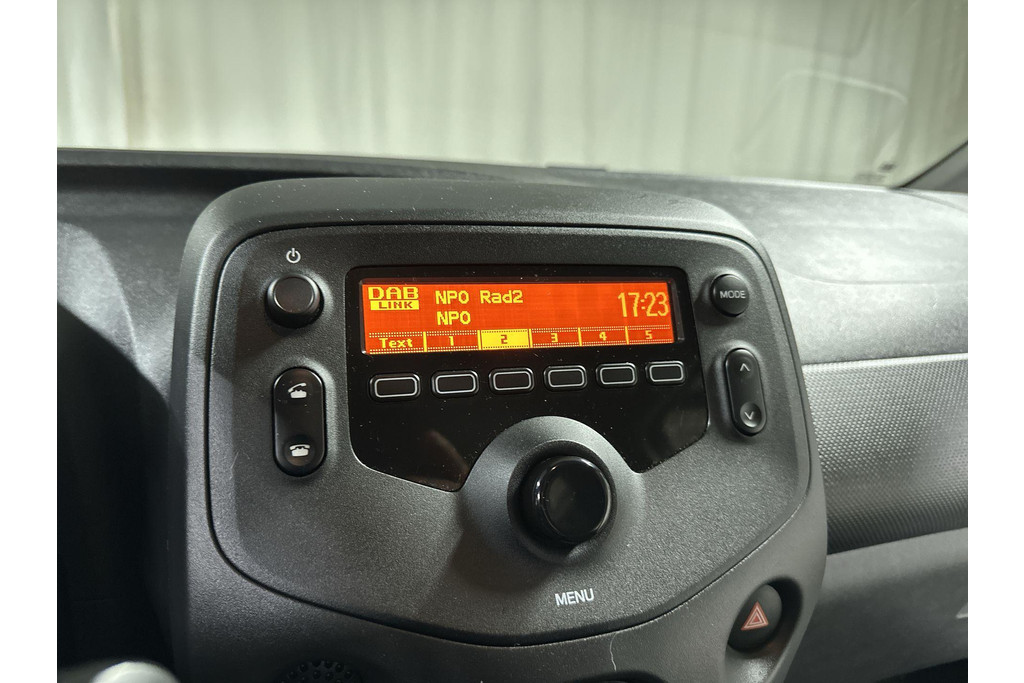 DAB
LINK
NPO Rad2
NPO
17:23
Text 1 2 3 4 5
MODE
MENU